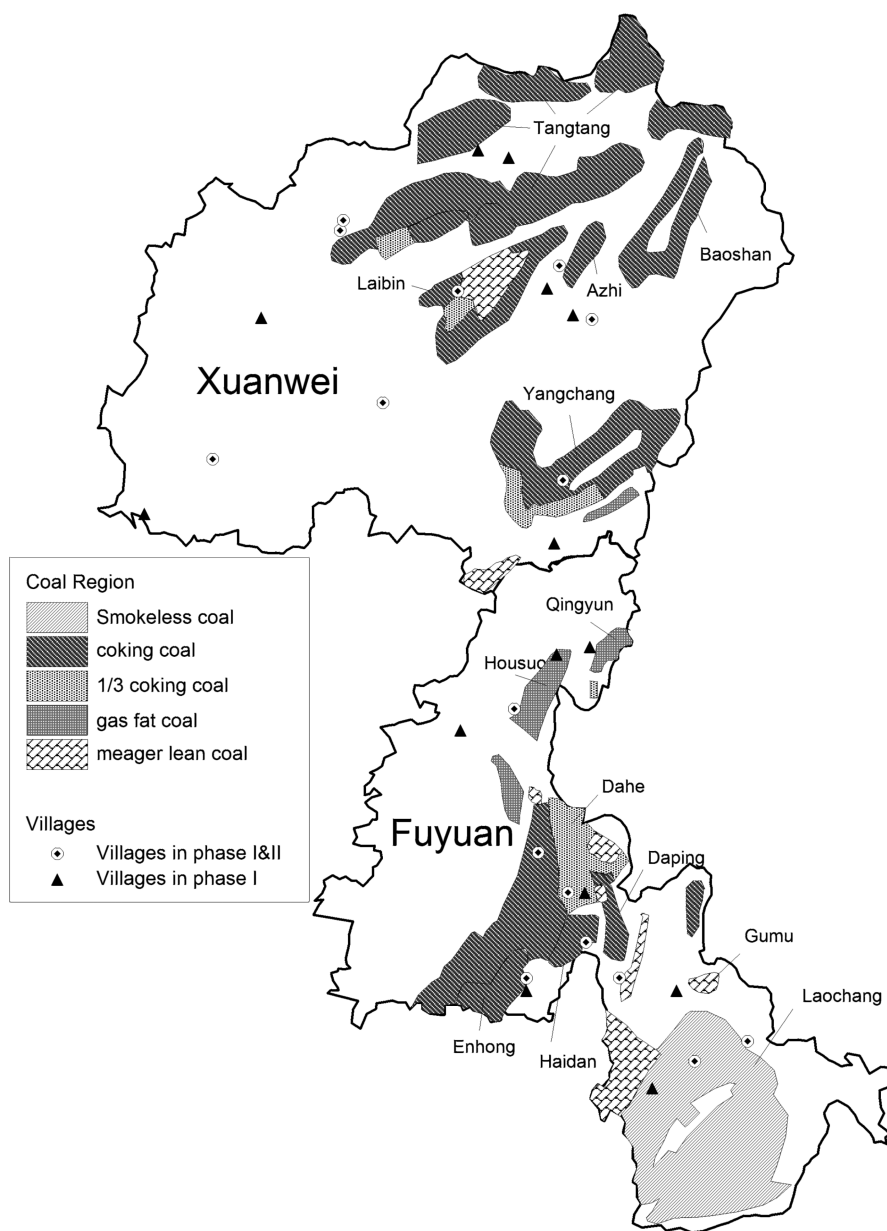 Tangtang
Baoshan
Laibin
Azhi
Xuanwei
Yangchang
Coal Region
Smokeless coal
coking coal
1/3 coking coal
gas fat coal
meager lean coal
Villages
Villages in phase I&II
Villages in phase I
Qingyun
Housuo
Dahe
Fuyuan
Daping
Gumu
Laochang
Enhong
Haidan